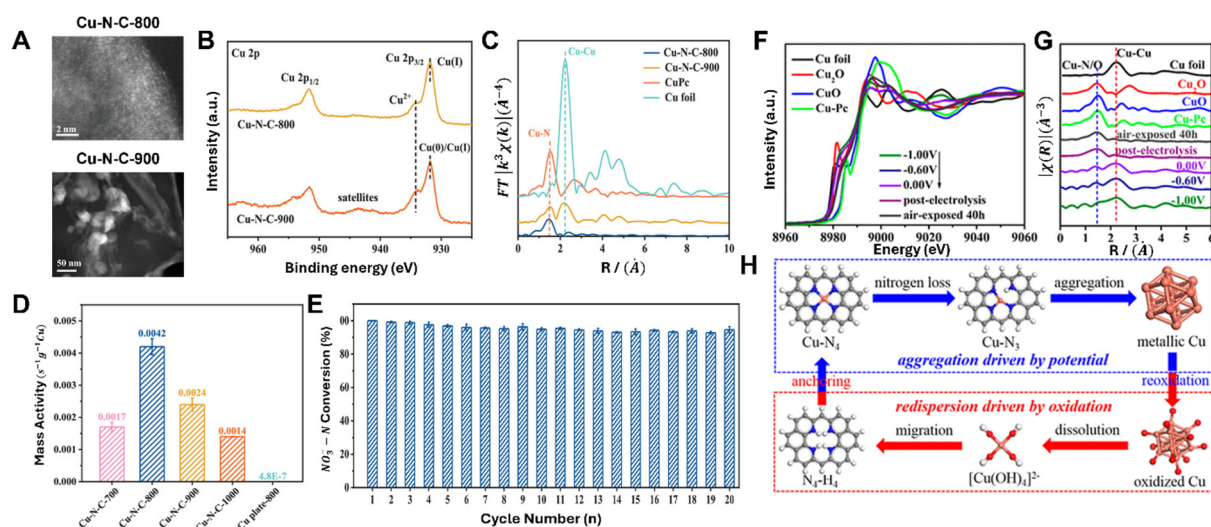 A
Cu-N-C-800
2 nm
Cu-N-C-900
50 nm
B
Cu 2p
Cu 2p1/2
Cu 2p3/2
Cu(I)
Cu2+
Cu-N-C-800
Cu(0)/Cu(I)
satellites
Cu-N-C-900
960
950
940
930
Binding energy (eV)
Intensity (a.u.)
C
Cu–Cu
Cu-N-C-800
Cu-N-C-900
CuPc
Cu foil
Cu–N
0
2
4
6
8
10
R / (Å)
FT |k³ χ(k)|(Å⁻⁴)
D
0.005
0.004
0.003
0.002
0.001
0.000
0.0017
0.0042
0.0024
0.0014
4.8E-7
Cu-N-C-700
Cu-N-C-800
Cu-N-C-900
Cu-N-C-1000
Cu plate-800
Mass Activity (s⁻¹g⁻¹Cu)
E
80
60
40
20
0
1 2 3 4 5 6 7 8 9 10 11 12 13 14 15 16 17 18 19 20
Cycle Number (n)
NO3⁻ – N Conversion (%)
F
Cu foil
Cu2O
CuO
Cu-Pc
-1.00V
-0.60V
0.00V
post-electrolysis
air-exposed 40h
8960
8980
9000
9020
9040
9060
Energy (eV)
Intensity (a.u.)
G
Cu–Cu
Cu–N/O
Cu foil
Cu2O
CuO
Cu-Pc
air-exposed 40h
post-electrolysis
0.00V
-0.60V
-1.00V
0 1 2 3 4 5 6
R / (Å)
|χ(R)|(Å⁻³)
H
nitrogen loss
aggregation
Cu-N4
Cu-N3
metallic Cu
aggregation driven by potential
anchoring
reoxidation
redispersion driven by oxidation
migration
dissolution
N4-H4
[Cu(OH)4]2-
oxidized Cu